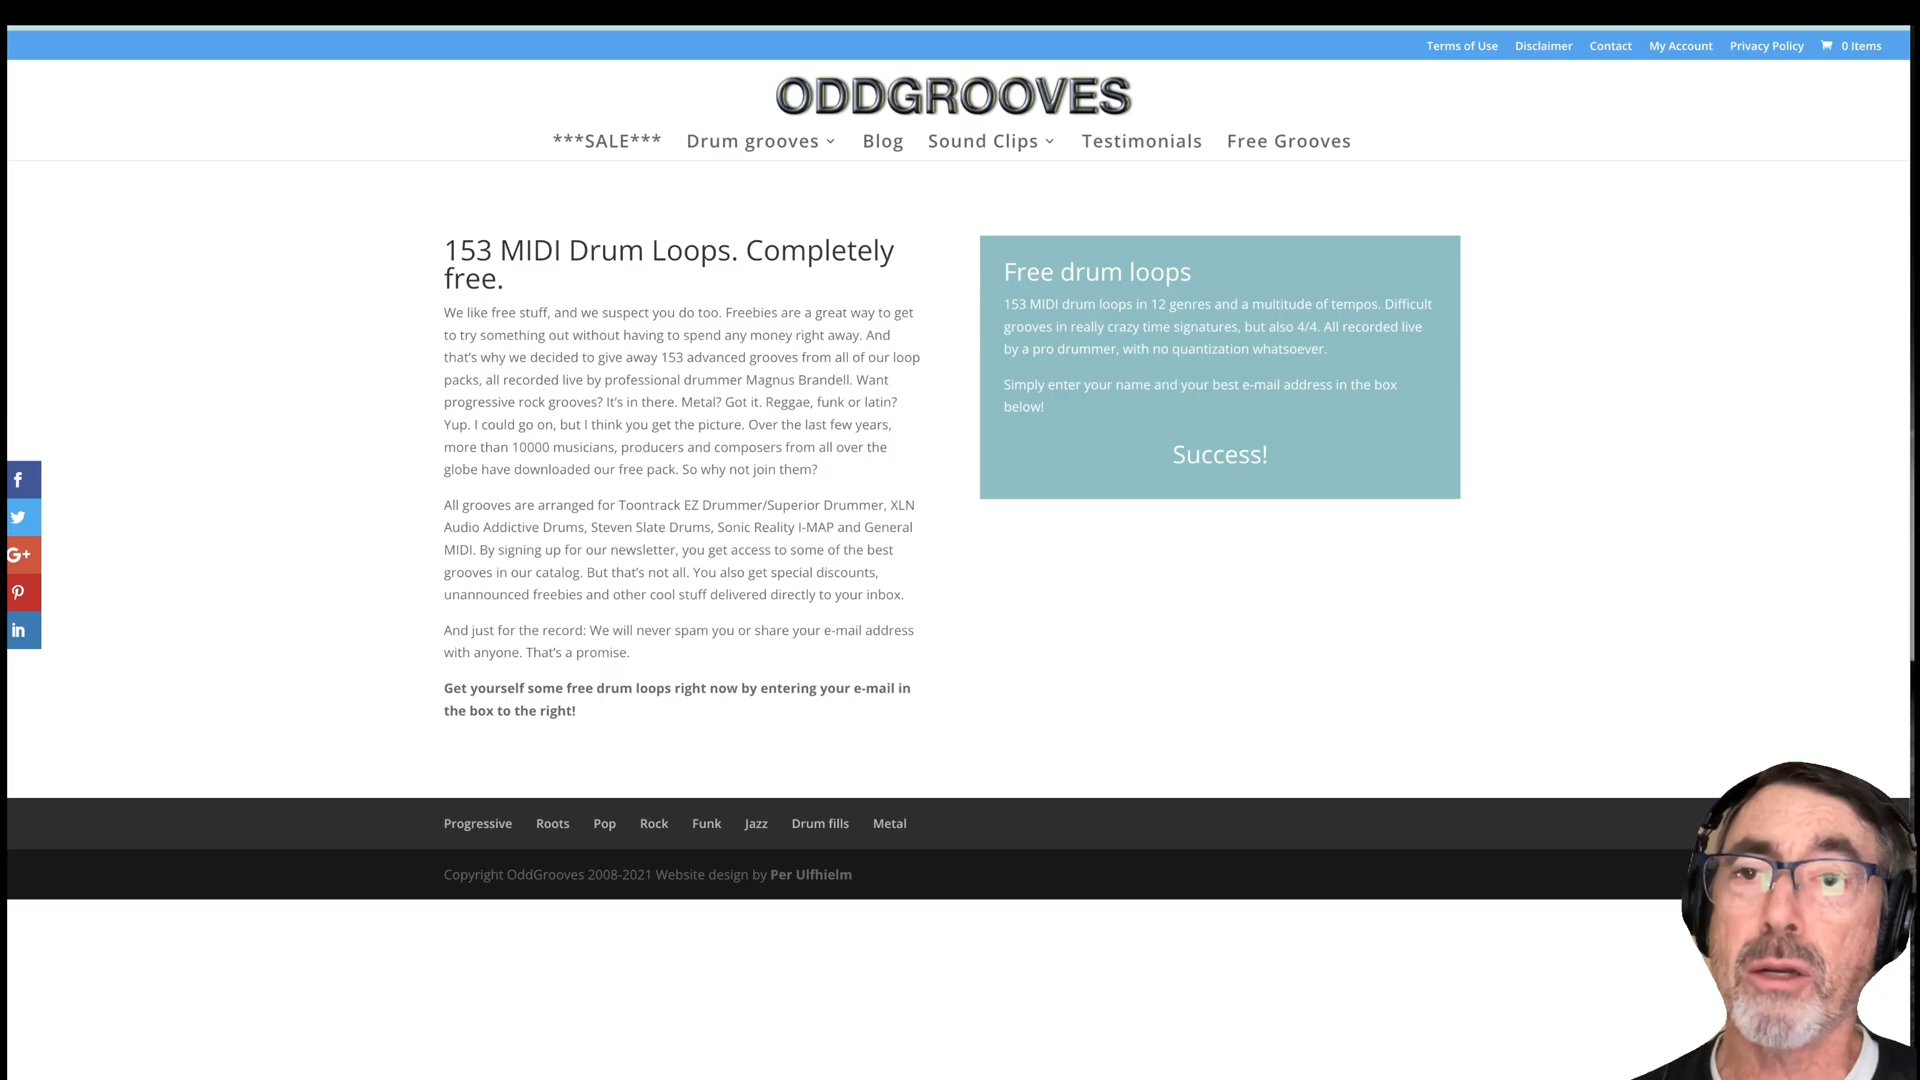 Terms of Use Disclaimer Contact My Account Privacy Policy 0 Items
ODDGROOVES
***SALE*** Drum grooves Blog Sound Clips Testimonials Free Grooves
153 MIDI Drum Loops. Completely
free.
We like free stuff, and we suspect you do too. Freebies are a great way to get
to try something out without having to spend any money right away. And
that's why we decided to give away 153 advanced grooves from all of our loop
packs, all recorded live by professional drummer Magnus Brandell. Want
progressive rock grooves? It's in there. Metal? Got it. Reggae, funk or latin?
Yup. I could go on, but I think you get the picture. Over the last few years,
more than 10000 musicians, producers and composers from all over the
globe have downloaded our free pack. So why not join them?
All grooves are arranged for Toontrack EZ Drummer/Superior Drummer, XLN
Audio Addictive Drums, Steven Slate Drums, Sonic Reality I-MAP and General
MIDI. By signing up for our newsletter, you get access to some of the best
grooves in our catalog. But that's not all. You also get special discounts,
unannounced freebies and other cool stuff delivered directly to your inbox.
And just for the record: We will never spam you or share your e-mail address
with anyone. That's a promise.
Get yourself some free drum loops right now by entering your e-mail in
the box to the right!
Free drum loops
153 MIDI drum loops in 12 genres and a multitude of tempos. Difficult
grooves in really crazy time signatures, but also 4/4. All recorded live
by a pro drummer, with no quantization whatsoever.
Simply enter your name and your best e-mail address in the box
below!
Success!
f
G+
in
Progressive Roots Pop Rock Funk Jazz Drum fills Metal
Copyright OddGrooves 2008-2021 Website design by Per Ulfhielm